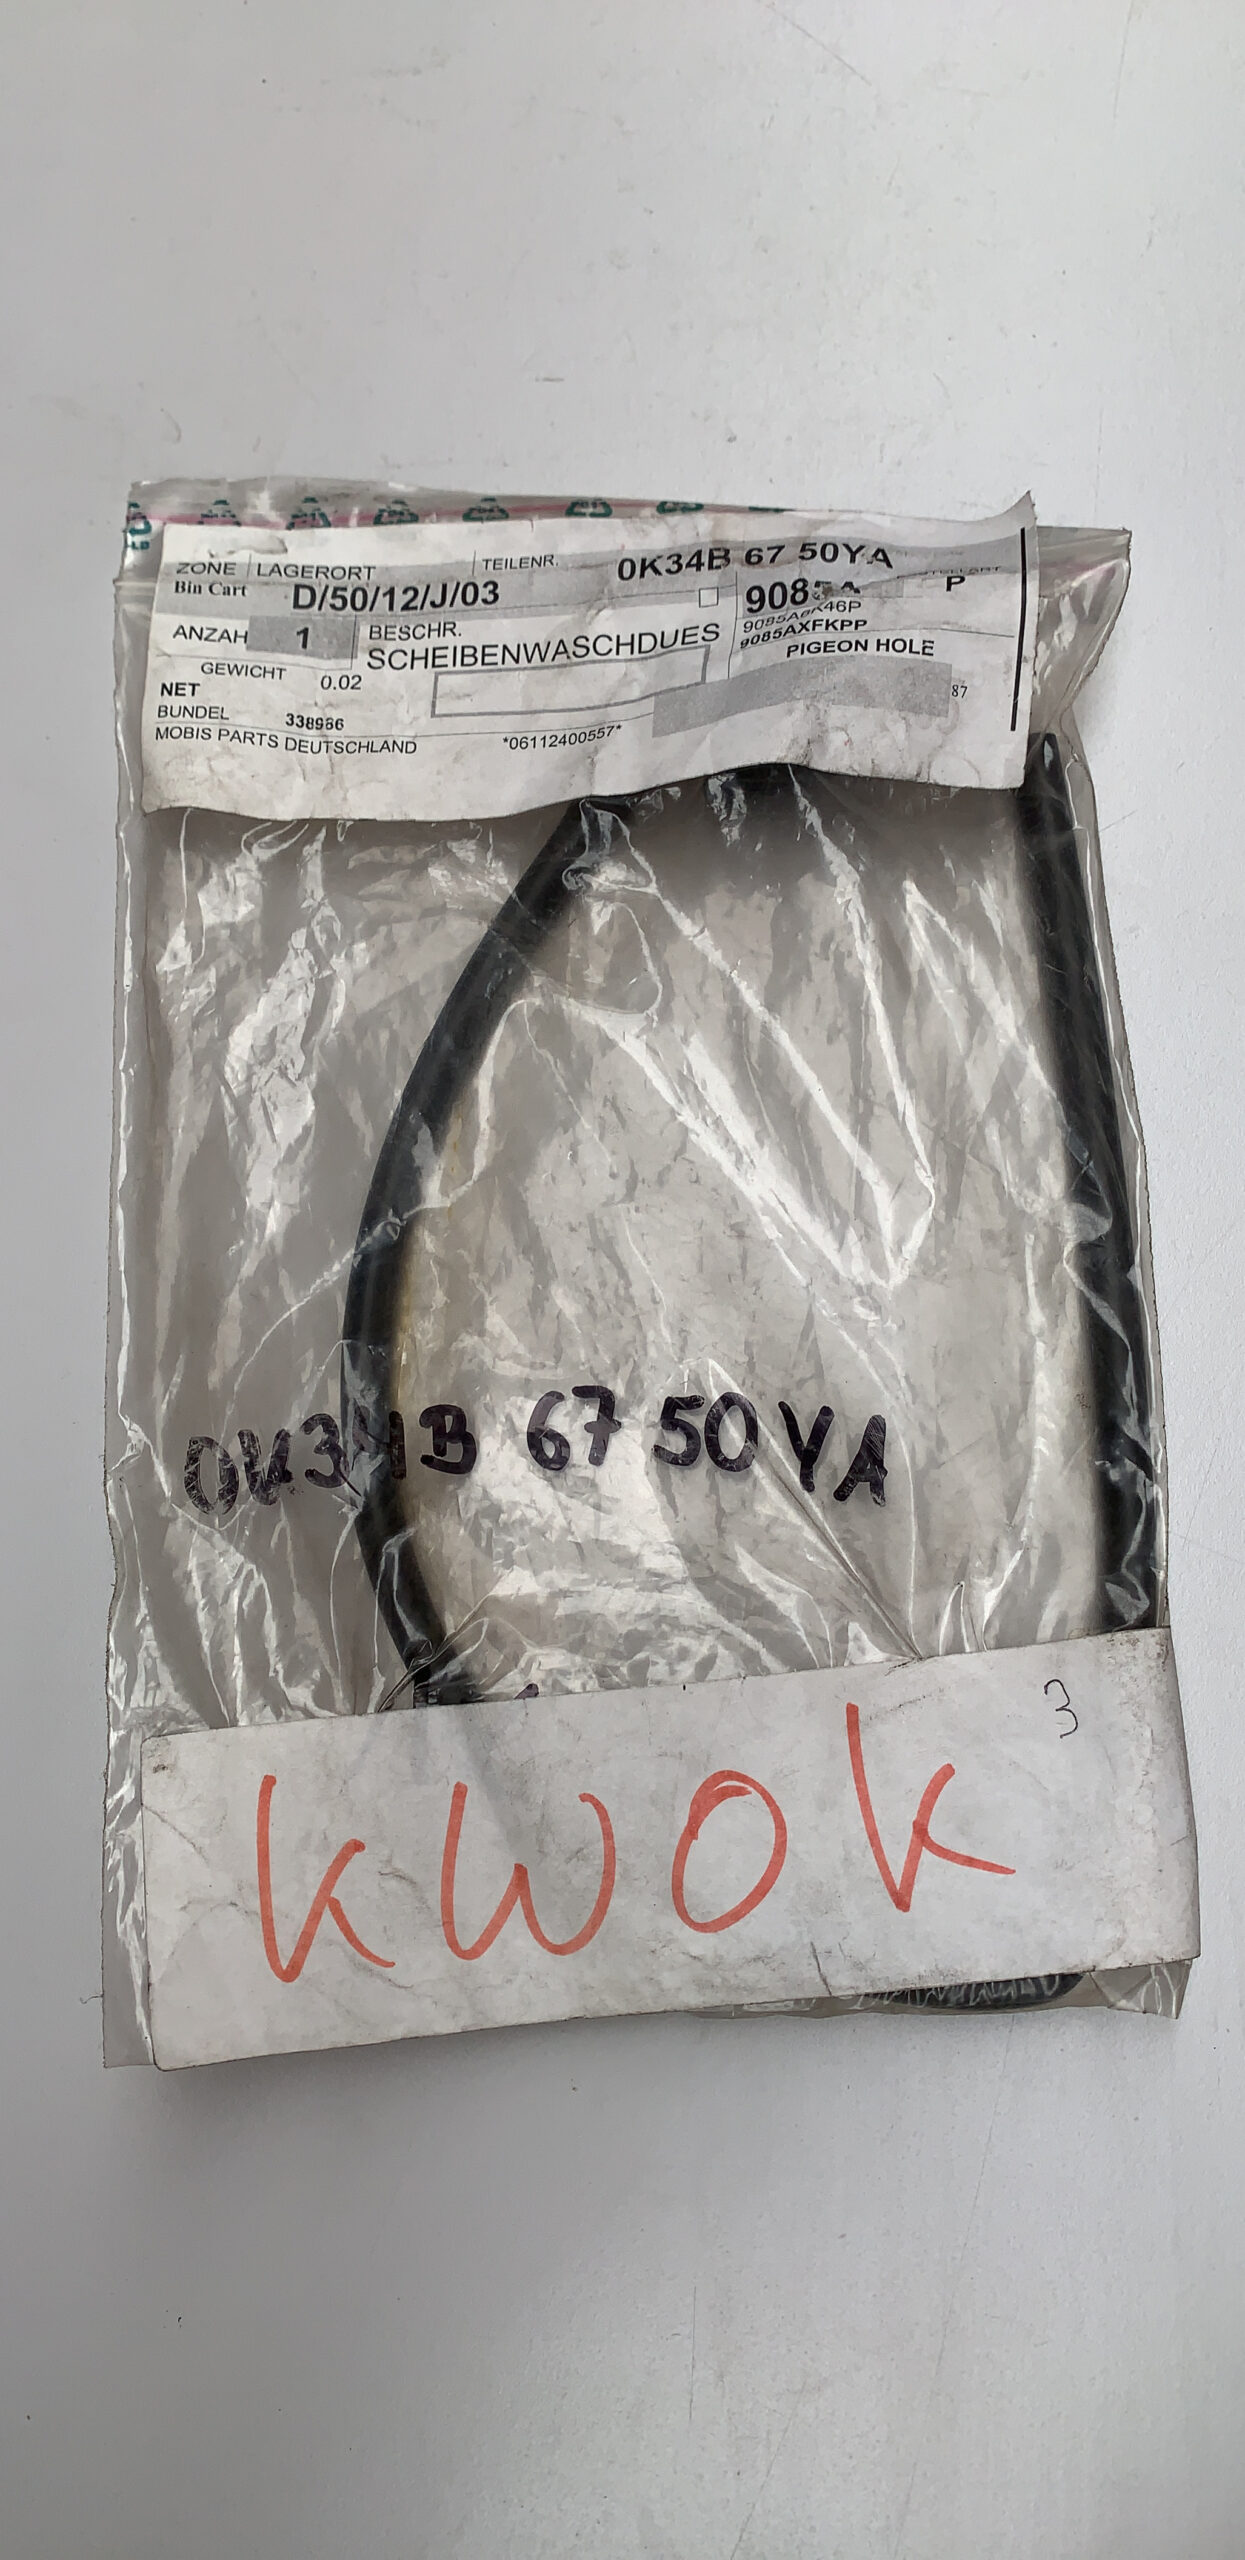 ZONE LAGERORT TEILENR. 0K34B 67 50YA
Bin Cart D/50/12/J/03 P
9085AXFKPP
ANZAH 1 BESCHR.
SCHEIBENWASCHDUES
PIGEON HOLE
GEWICHT 0.02
NET
87
BUNDEL 338986
MOBIS PARTS DEUTSCHLAND *06112400557*
0K34B 67 50YA
3
KWOK